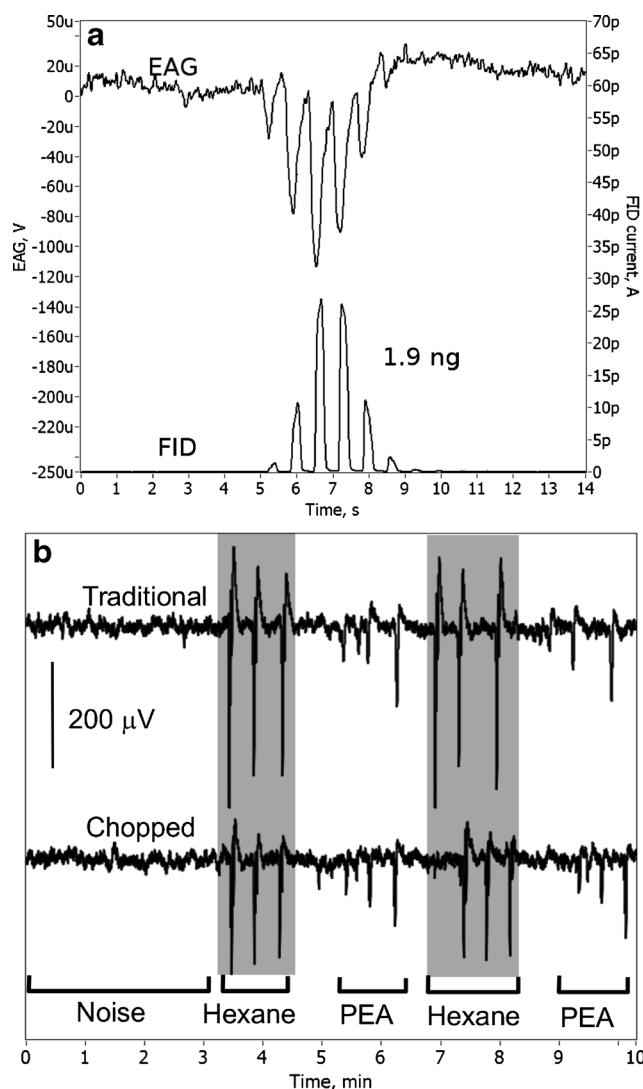 a
EAG
FID
1.9 ng
50u
20u
0
-20u
-40u
-60u
-80u
-100u
-120u
-140u
-160u
-180u
-200u
-220u
-250u
EAG, V
70p
65p
60p
55p
50p
45p
40p
35p
30p
25p
20p
15p
10p
5p
0
FID current, A
0 1 2 3 4 5 6 7 8 9 10 11 12 13 14
Time, s
b
Traditional
200 µV
Chopped
Noise Hexane PEA Hexane PEA
0 1 2 3 4 5 6 7 8 9 10
Time, min